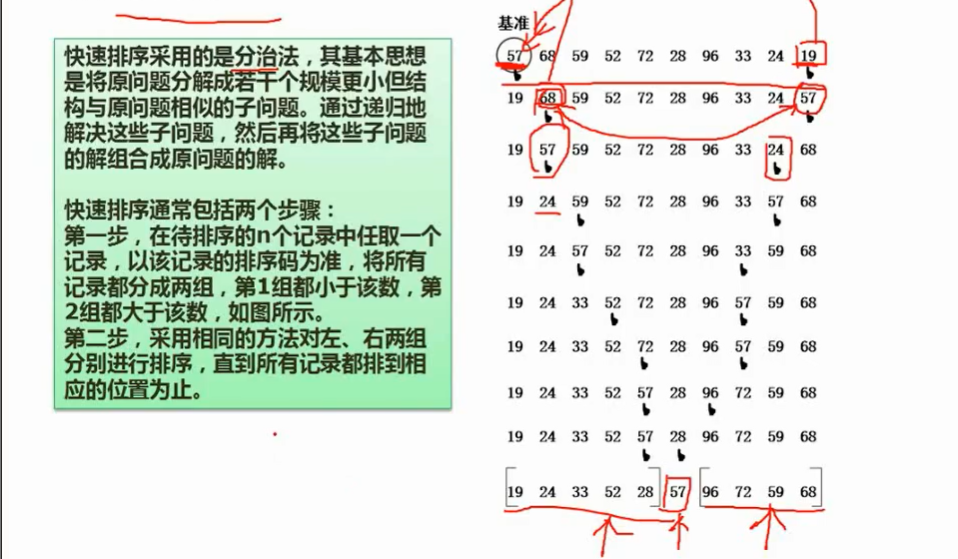 快速排序采用的是分治法，其基本思想
是将原问题分解成若干个规模更小但结
构与原问题相似的子问题。通过递归地
解决这些子问题，然后再将这些子问题
的解组合成原问题的解。
快速排序通常包括两个步骤：
第一步，在待排序的n个记录中任取一个
记录，以该记录的排序码为准，将所有
记录都分成两组，第1组都小于该数，第
2组都大于该数，如图所示。
第二步，采用相同的方法对左、右两组
分别进行排序，直到所有记录都排到相
应的位置为止。
基准
57 68 59 52 72 28 96 33 24 19
19 68 59 52 72 28 96 33 24 57
19 57 59 52 72 28 96 33 24 68
19 24 59 52 72 28 96 33 57 68
19 24 57 52 72 28 96 33 59 68
19 24 33 52 72 28 96 57 59 68
19 24 33 52 72 28 96 57 59 68
19 24 33 52 57 28 96 72 59 68
19 24 33 52 57 28 96 72 59 68
[19 24 33 52 28] 57 [96 72 59 68]